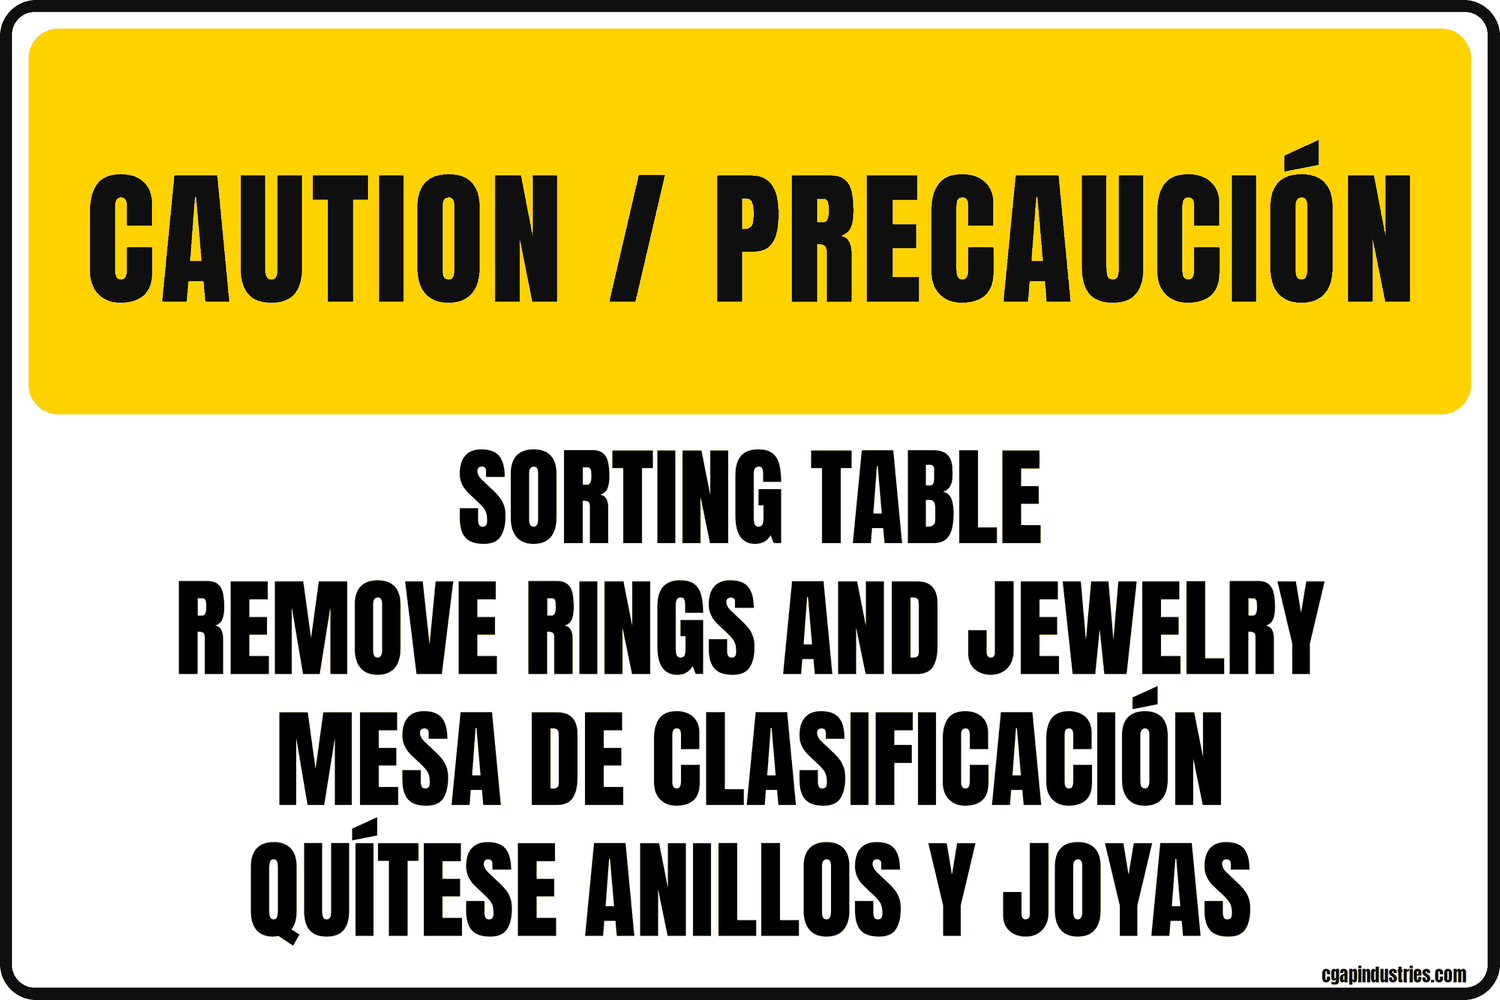 CAUTION / PRECAUCIÓN
SORTING TABLE
REMOVE RINGS AND JEWELRY
MESA DE CLASIFICACIÓN
QUÍTESE ANILLOS Y JOYAS
cgapindustries.com